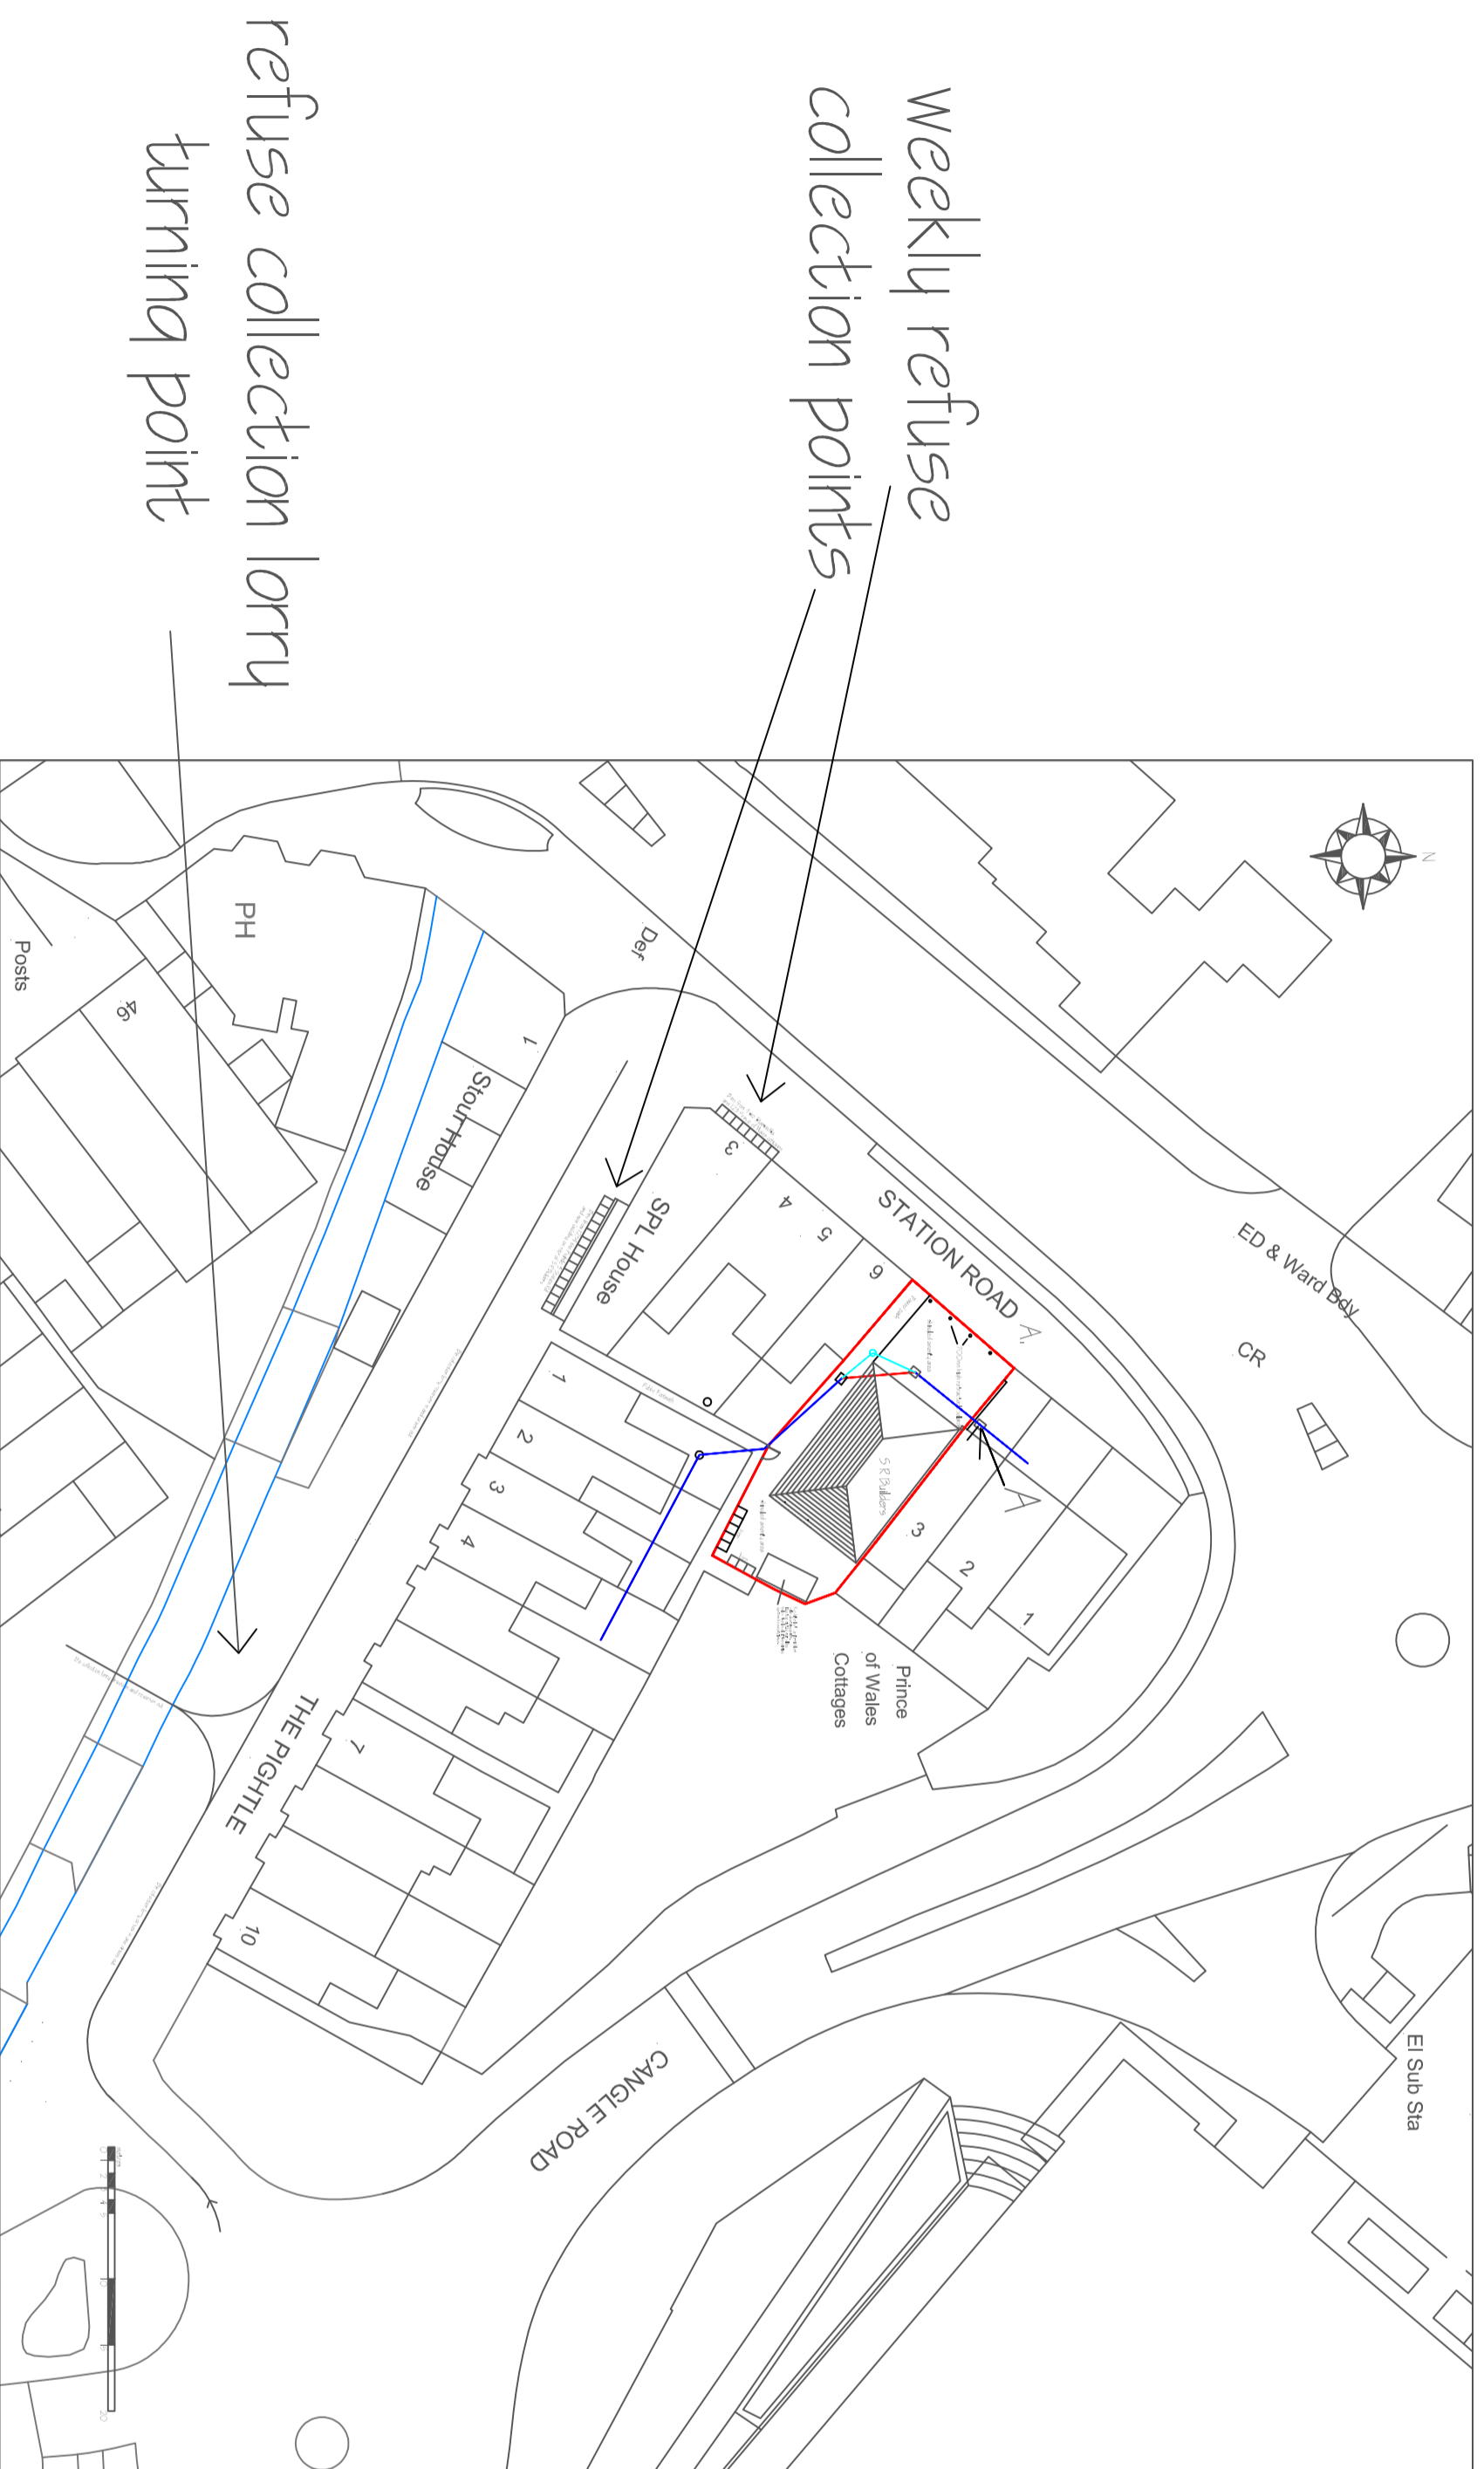 Weekly refuse
collection points
refuse collection lorry
turning point
N
ED & Ward Bdy
CR
El Sub Sta
STATION ROAD
A
A
Def
3
4
5
6
SPL House
S R Builders
3
2
1
Prince
of Wales
Cottages
1
Stour House
PH
46
Posts
1
2
3
4
7
10
THE PIGHTLE
CANGLE ROAD
20